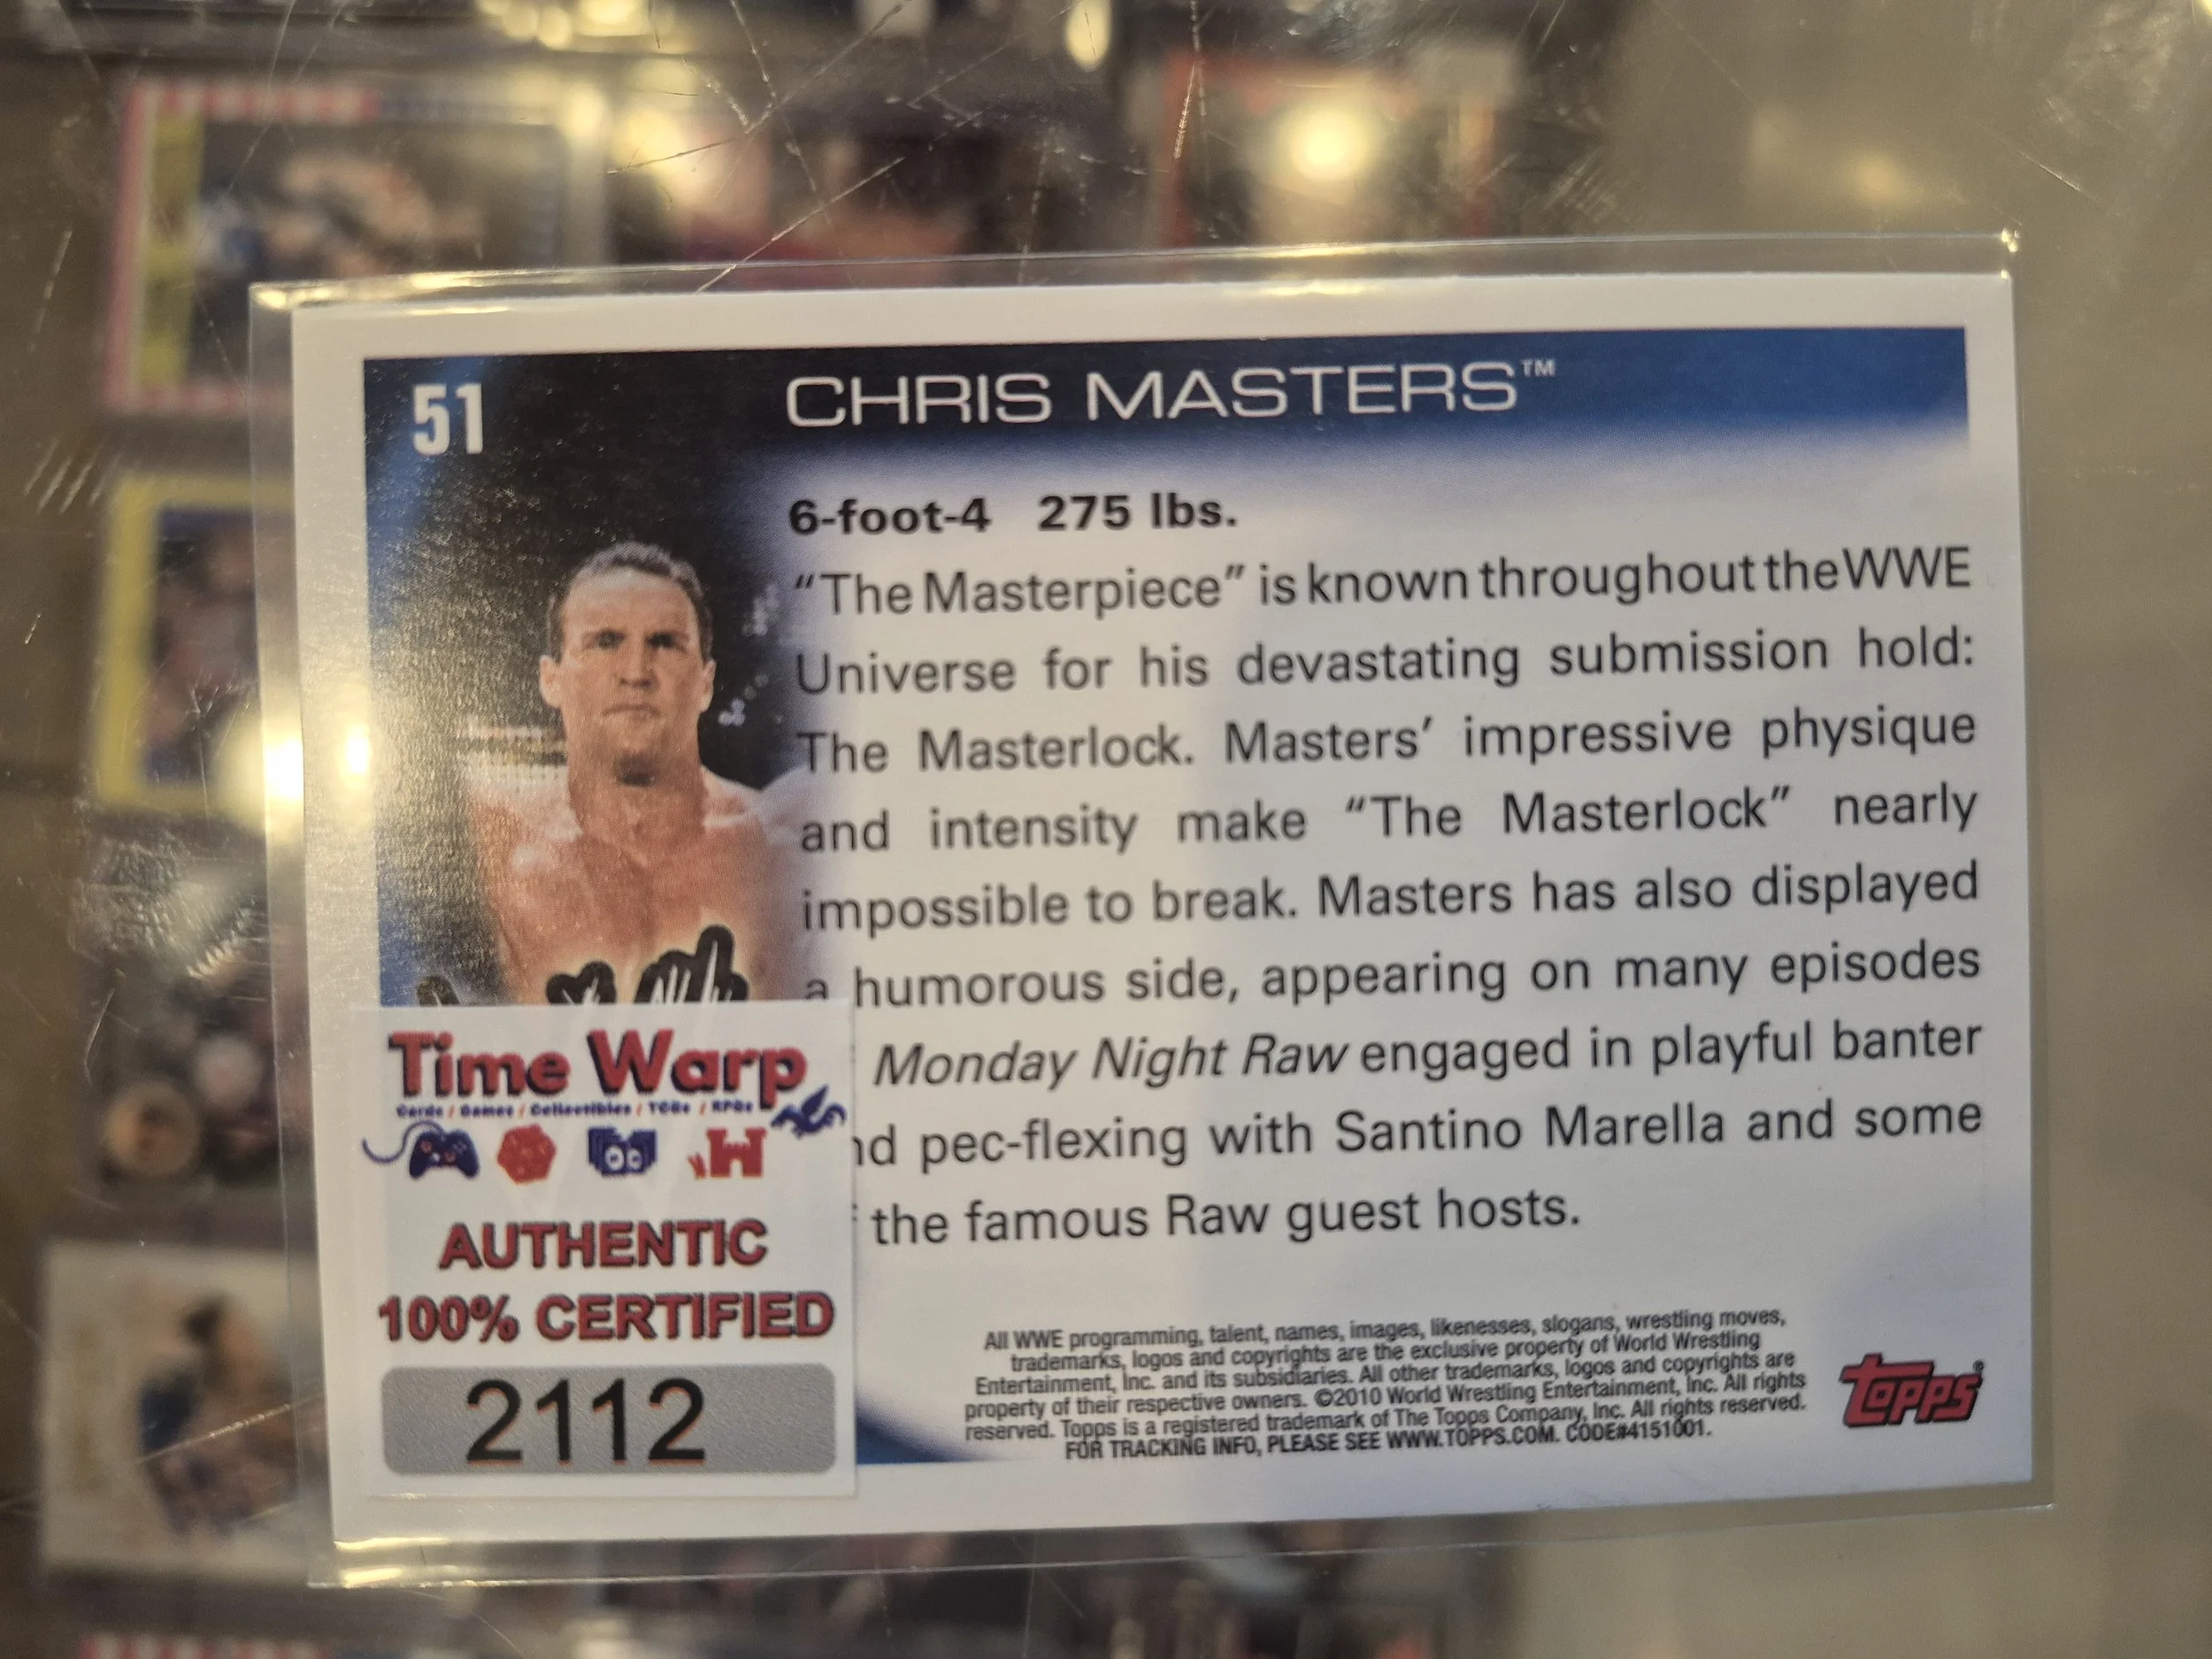 51
CHRIS MASTERS™
6-foot-4 275 lbs.
“The Masterpiece” is known throughout the WWE
Universe for his devastating submission hold:
The Masterlock. Masters’ impressive physique
and intensity make “The Masterlock” nearly
impossible to break. Masters has also displayed
a humorous side, appearing on many episodes
Monday Night Raw engaged in playful banter
nd pec-flexing with Santino Marella and some
the famous Raw guest hosts.
Time Warp
Cards / Games / Collectibles / TCGs / RPGs
AUTHENTIC
100% CERTIFIED
2112
All WWE programming, talent, names, images, likenesses, slogans, wrestling moves,
trademarks, logos and copyrights are the exclusive property of World Wrestling
Entertainment, Inc. and its subsidiaries. All other trademarks, logos and copyrights are
property of their respective owners. ©2010 World Wrestling Entertainment, Inc. All rights
reserved. Topps is a registered trademark of The Topps Company, Inc. All rights reserved.
FOR TRACKING INFO, PLEASE SEE WWW.TOPPS.COM. CODE#4151001.
topps®